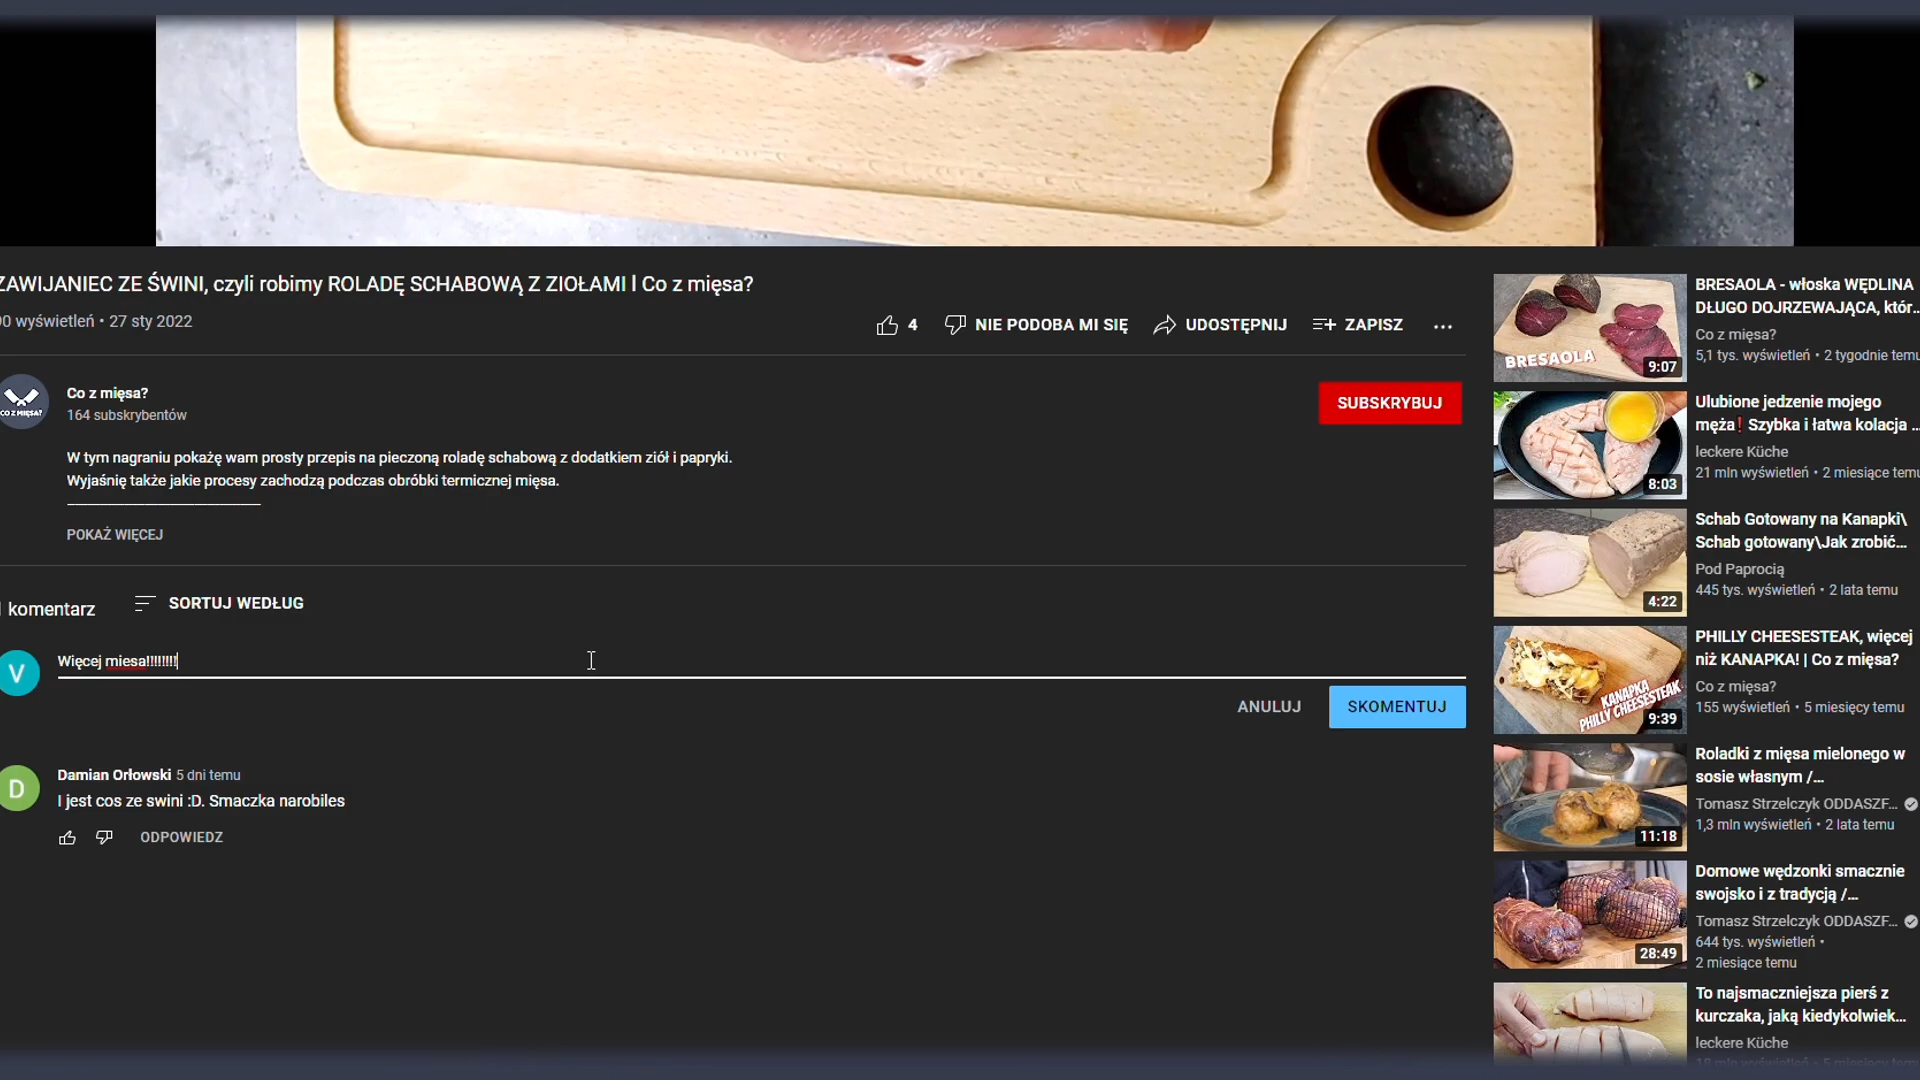 ZAWIJANIEC ZE ŚWINI, czyli robimy ROLADĘ SCHABOWĄ Z ZIOŁAMI l Co z mięsa?
wyświetleń • 27 sty 2022
4
NIE PODOBA MI SIĘ
UDOSTĘPNIJ
ZAPISZ
CO Z MIĘSA?
Co z mięsa?
164 subskrybentów
SUBSKRYBUJ
W tym nagraniu pokażę wam prosty przepis na pieczoną roladę schabową z dodatkiem ziół i papryki.
Wyjaśnię także jakie procesy zachodzą podczas obróbki termicznej mięsa.
POKAŻ WIĘCEJ
komentarz
SORTUJ WEDŁUG
V
Więcej miesa!!!!!!!!
ANULUJ
SKOMENTUJ
D
Damian Orłowski 5 dni temu
I jest cos ze swini :D. Smaczka narobiles
ODPOWIEDZ
BRESAOLA
9:07
BRESAOLA - włoska WĘDLINA
DŁUGO DOJRZEWAJĄCA, któr...
Co z mięsa?
5,1 tys. wyświetleń • 2 tygodnie temu
8:03
Ulubione jedzenie mojego
męża❗Szybka i łatwa kolacja ...
leckere Küche
21 mln wyświetleń • 2 miesiące temu
4:22
Schab Gotowany na Kanapki\
Schab gotowany\Jak zrobić...
Pod Paprocią
445 tys. wyświetleń • 2 lata temu
KANAPKA
PHILLY CHEESESTEAK
9:39
PHILLY CHEESESTEAK, więcej
niż KANAPKA! | Co z mięsa?
Co z mięsa?
155 wyświetleń • 5 miesięcy temu
11:18
Roladki z mięsa mielonego w
sosie własnym /...
Tomasz Strzelczyk ODDASZF...
1,3 mln wyświetleń • 2 lata temu
28:49
Domowe wędzonki smacznie
swojsko i z tradycją /...
Tomasz Strzelczyk ODDASZF...
644 tys. wyświetleń •
2 miesiące temu
To najsmaczniejsza pierś z
kurczaka, jaką kiedykolwiek...
leckere Küche